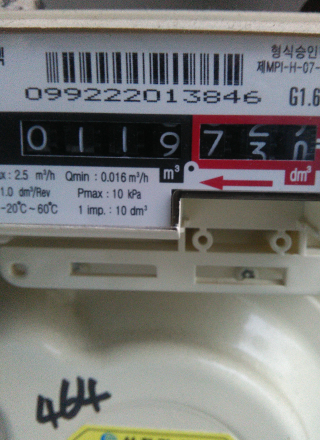 형식승인
제MPI-H-07-
099222013846
G1.6
0119 7
m³
dm³
x : 2.5 m³/h Qmin : 0.016 m³/h
1.0 dm³/Rev Pmax : 10 kPa
-20°C~60°C 1 imp. : 10 dm³
464